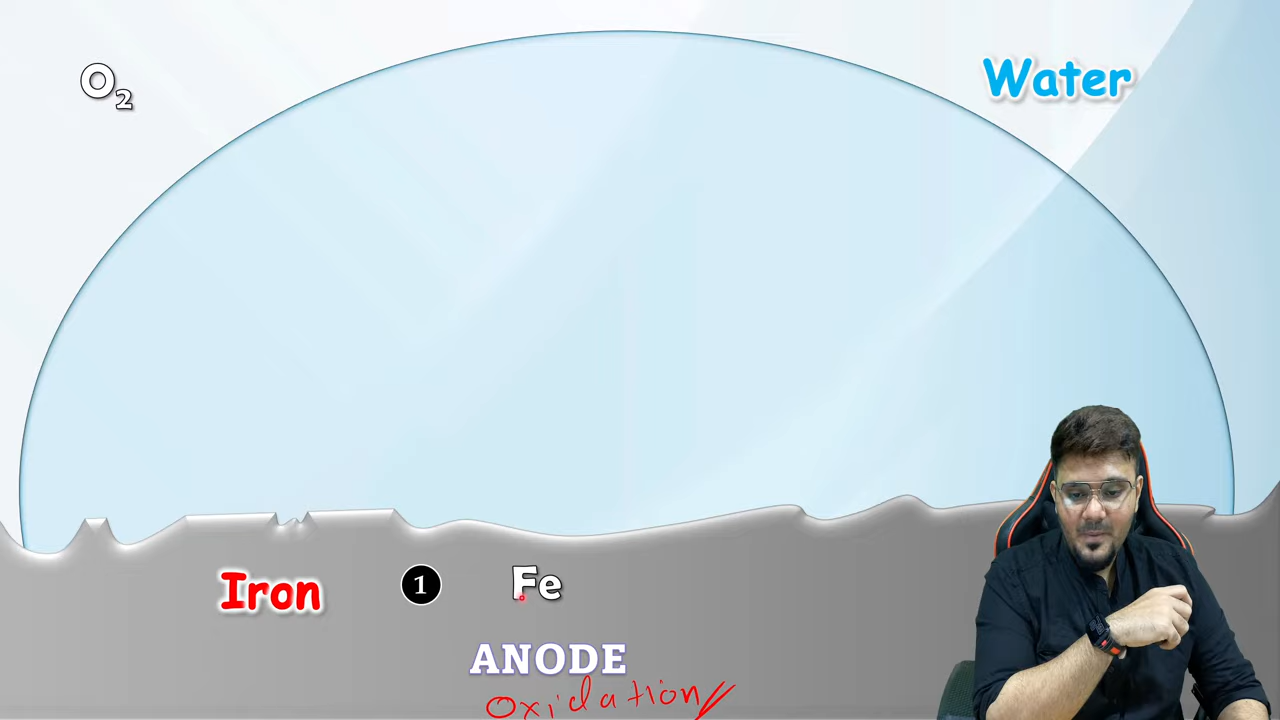 O₂
Water
Iron
1
Fe
ANODE
Oxidation